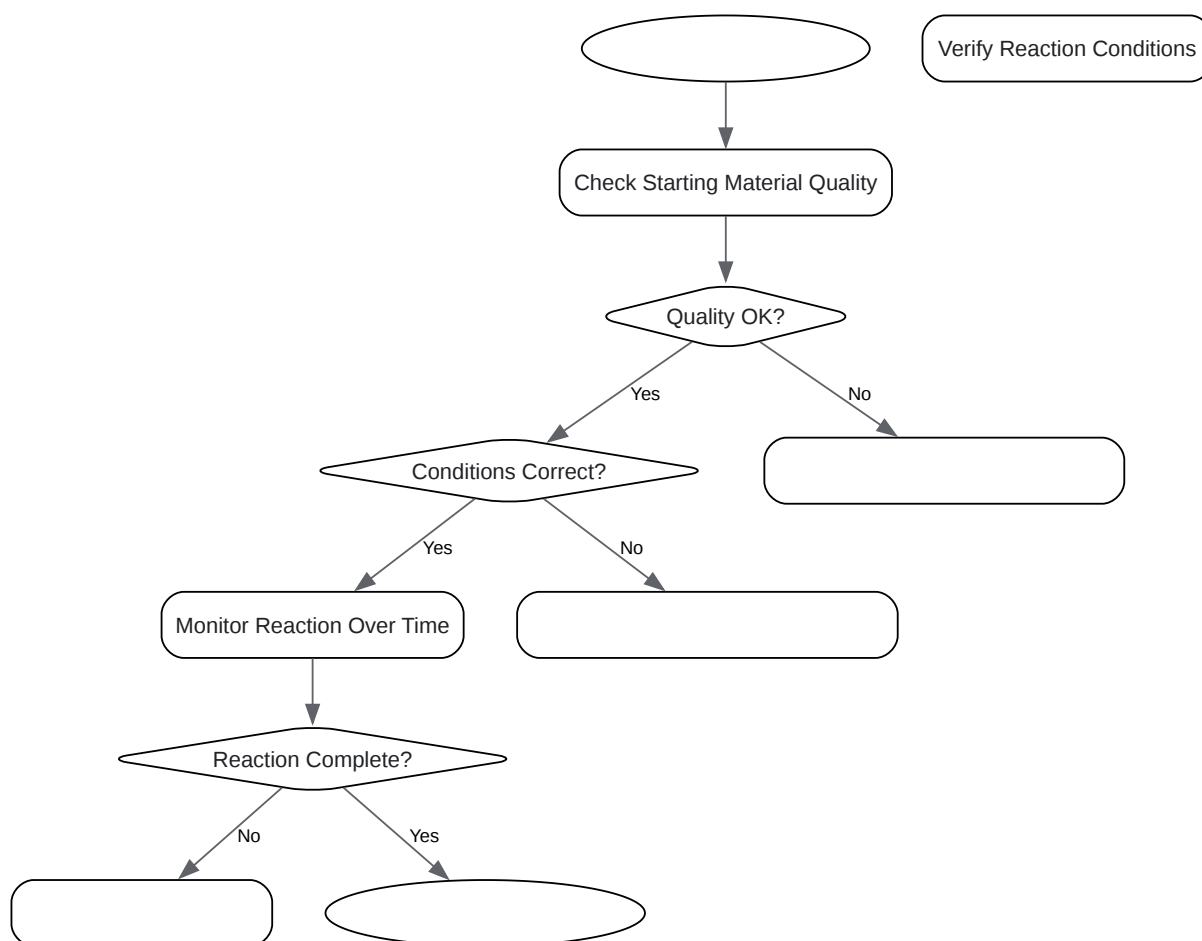 Verify Reaction Conditions
Check Starting Material Quality
Quality OK?
Yes
No
Conditions Correct?
Yes
No
Monitor Reaction Over Time
Reaction Complete?
No
Yes